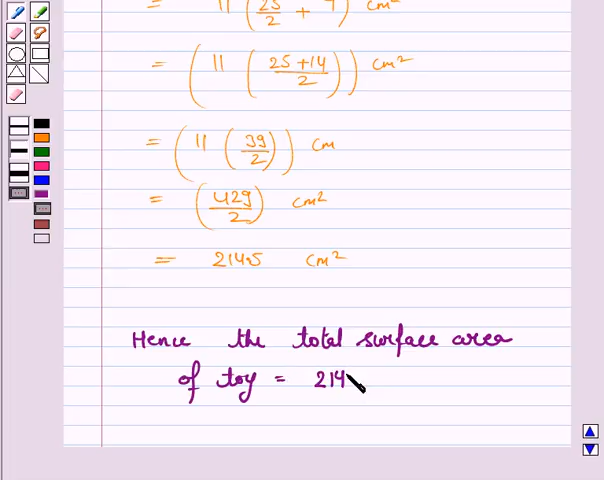 = 11 (25/2 + 7) cm²
= (11 (25+14/2)) cm²
= (11 (39/2)) cm
= (429/2) cm²
= 214.5 cm²
Hence the total surface area
of toy = 214